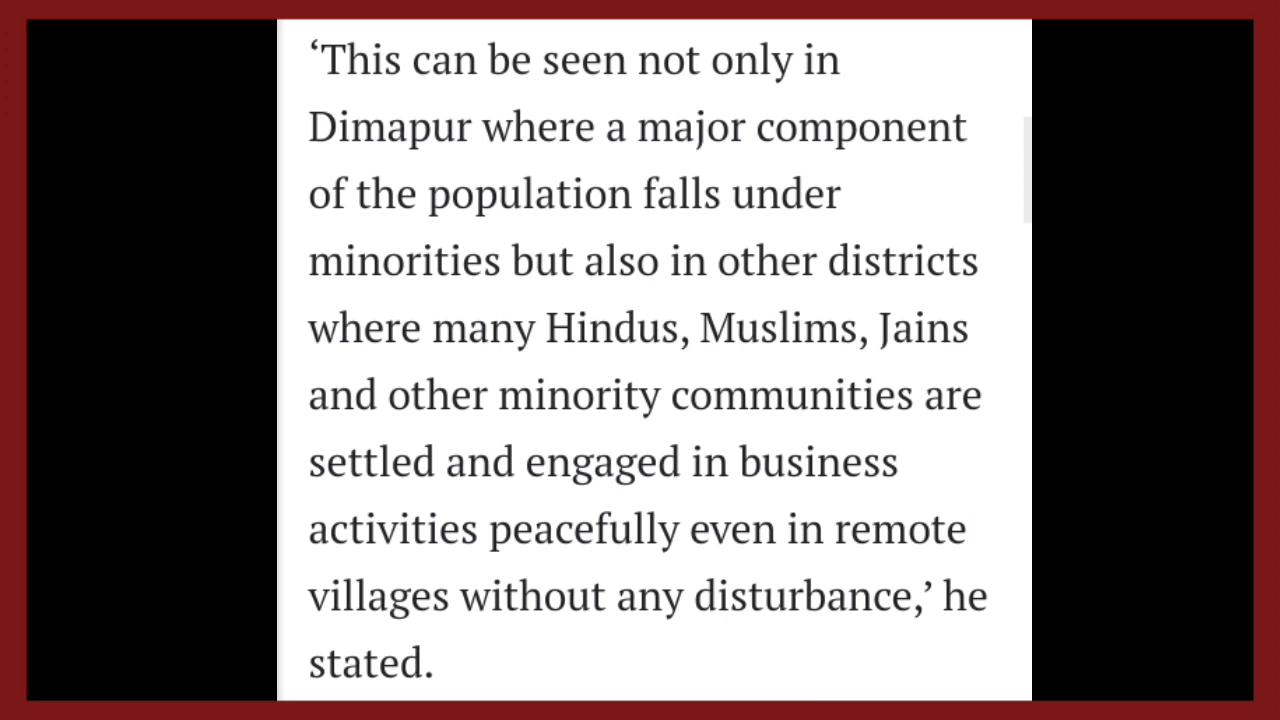 ‘This can be seen not only in
Dimapur where a major component
of the population falls under
minorities but also in other districts
where many Hindus, Muslims, Jains
and other minority communities are
settled and engaged in business
activities peacefully even in remote
villages without any disturbance,’ he
stated.